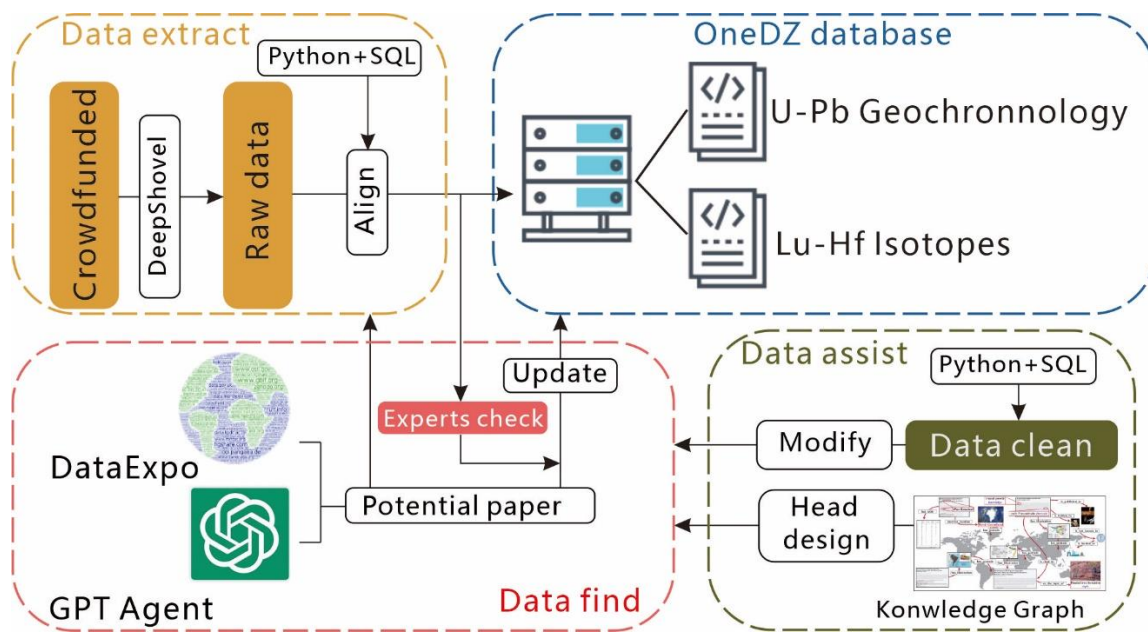 Data extract
Python+SQL
Crowdfunded
DeepShovel
Raw data
Align
OneDZ database
</>
U-Pb Geochronnology
</>
Lu-Hf Isotopes
DataExpo
GPT Agent
Potential paper
Experts check
Update
Data find
Data assist
Python+SQL
Data clean
Modify
Head
design
Konwledge Graph